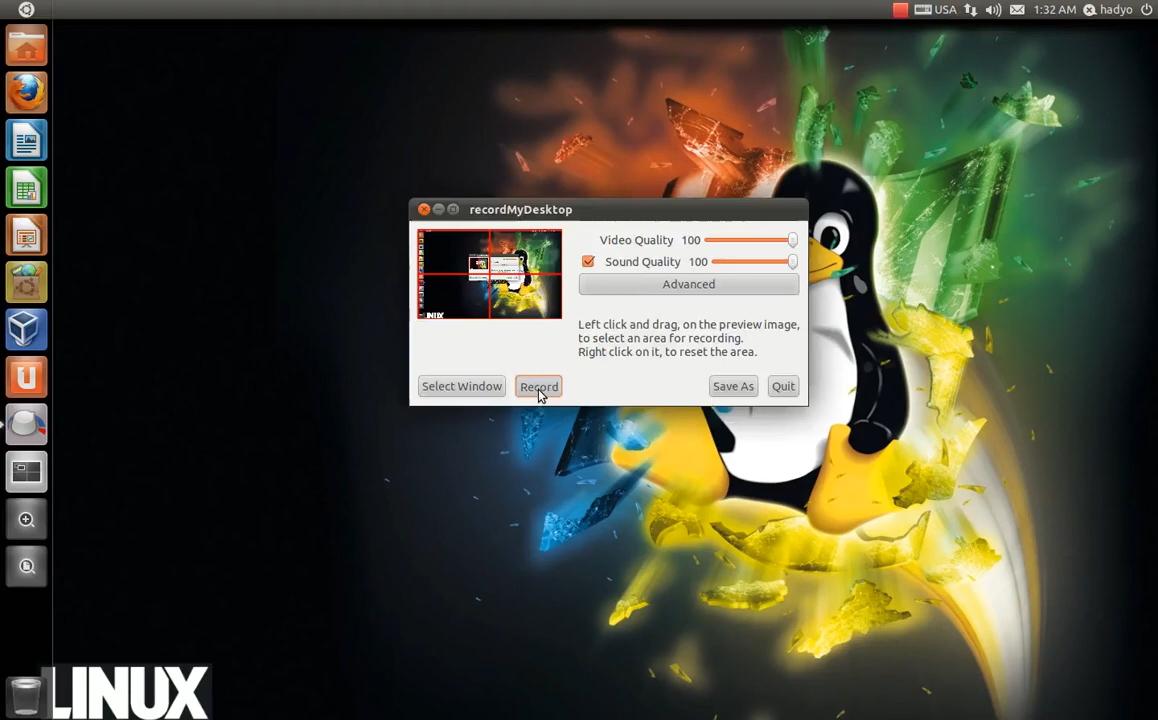 USA
1:32 AM
hadyo
recordMyDesktop
Video Quality 100
Sound Quality 100
Advanced
Left click and drag, on the preview image,
to select an area for recording.
Right click on it, to reset the area.
Select Window
Record
Save As
Quit
LINUX